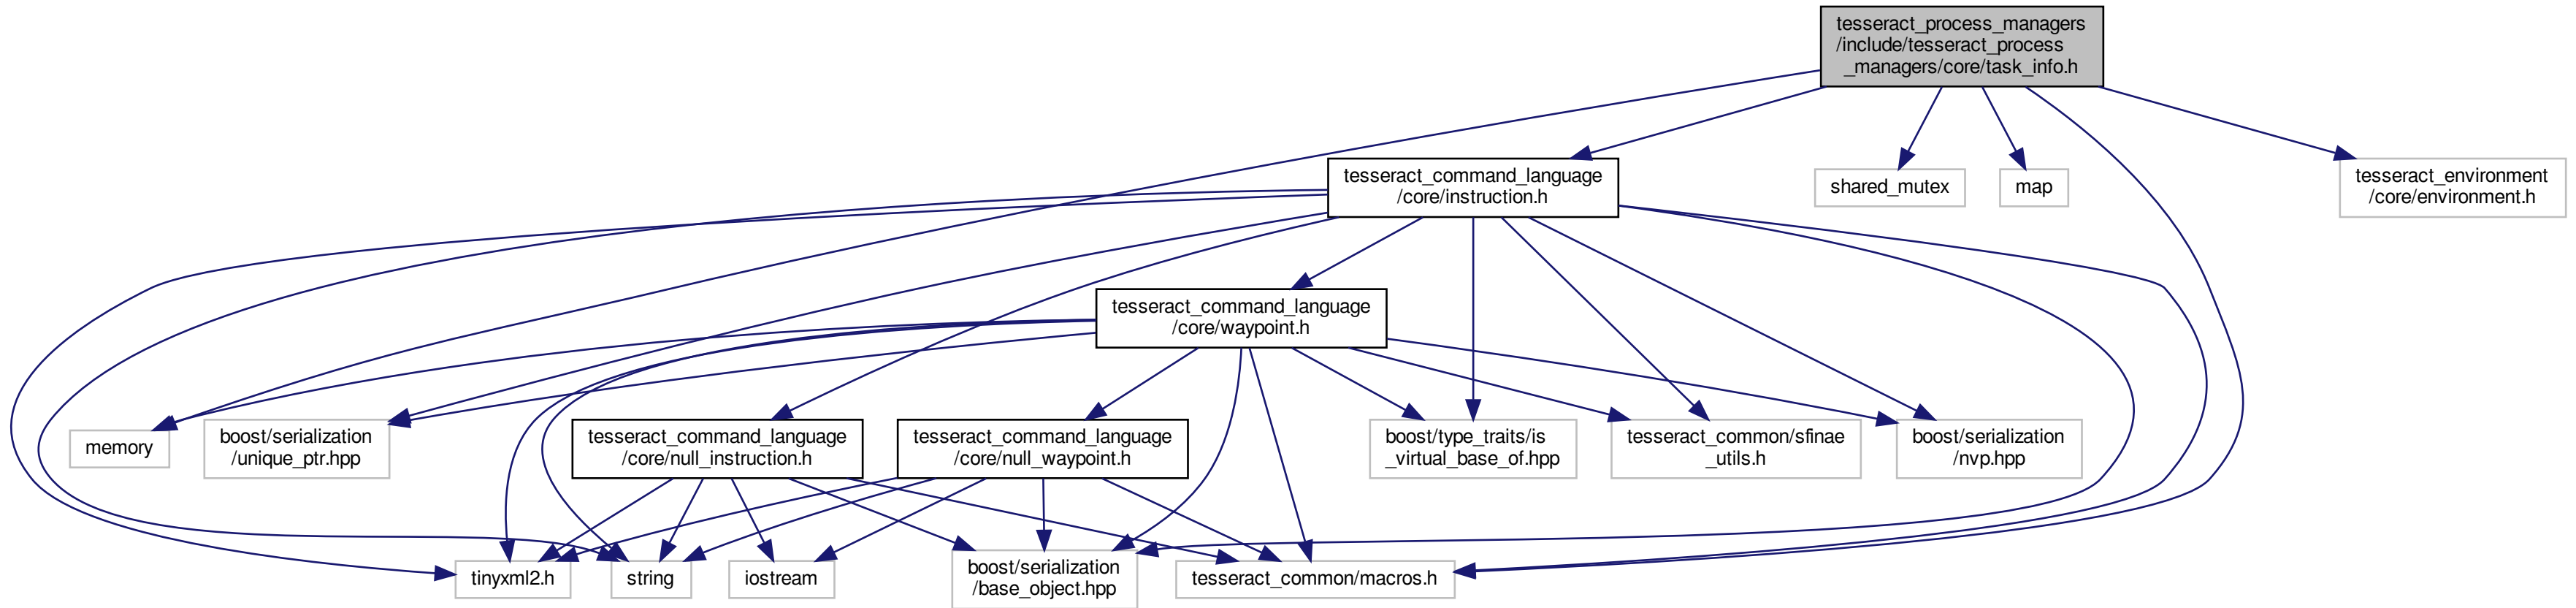 tesseract_process_managers
/include/tesseract_process
_managers/core/task_info.h
tesseract_command_language
/core/instruction.h
shared_mutex
map
tesseract_environment
/core/environment.h
tesseract_command_language
/core/waypoint.h
memory
boost/serialization
/unique_ptr.hpp
tesseract_command_language
/core/null_instruction.h
tesseract_command_language
/core/null_waypoint.h
boost/type_traits/is
_virtual_base_of.hpp
tesseract_common/sfinae
_utils.h
boost/serialization
/nvp.hpp
tinyxml2.h
string
iostream
boost/serialization
/base_object.hpp
tesseract_common/macros.h